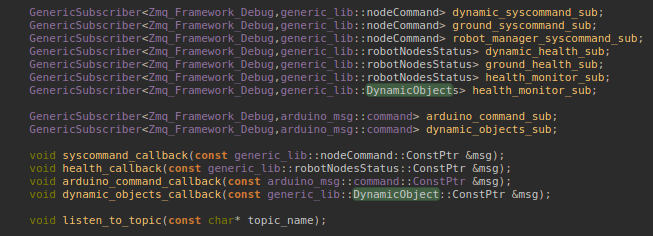 GenericSubscriber<Zmq_Framework_Debug,generic_lib::nodeCommand> dynamic_syscommand_sub;
GenericSubscriber<Zmq_Framework_Debug,generic_lib::nodeCommand> ground_syscommand_sub;
GenericSubscriber<Zmq_Framework_Debug,generic_lib::nodeCommand> robot_manager_syscommand_sub;
GenericSubscriber<Zmq_Framework_Debug,generic_lib::robotNodesStatus> dynamic_health_sub;
GenericSubscriber<Zmq_Framework_Debug,generic_lib::robotNodesStatus> ground_health_sub;
GenericSubscriber<Zmq_Framework_Debug,generic_lib::robotNodesStatus> health_monitor_sub;
GenericSubscriber<Zmq_Framework_Debug,generic_lib::DynamicObjects> health_monitor_sub;
GenericSubscriber<Zmq_Framework_Debug,arduino_msg::command> arduino_command_sub;
GenericSubscriber<Zmq_Framework_Debug,arduino_msg::command> dynamic_objects_sub;
void syscommand_callback(const generic_lib::nodeCommand::ConstPtr &msg);
void health_callback(const generic_lib::robotNodesStatus::ConstPtr &msg);
void arduino_command_callback(const arduino_msg::command::ConstPtr &msg);
void dynamic_objects_callback(const generic_lib::DynamicObject::ConstPtr &msg);
void listen_to_topic(const char* topic_name);